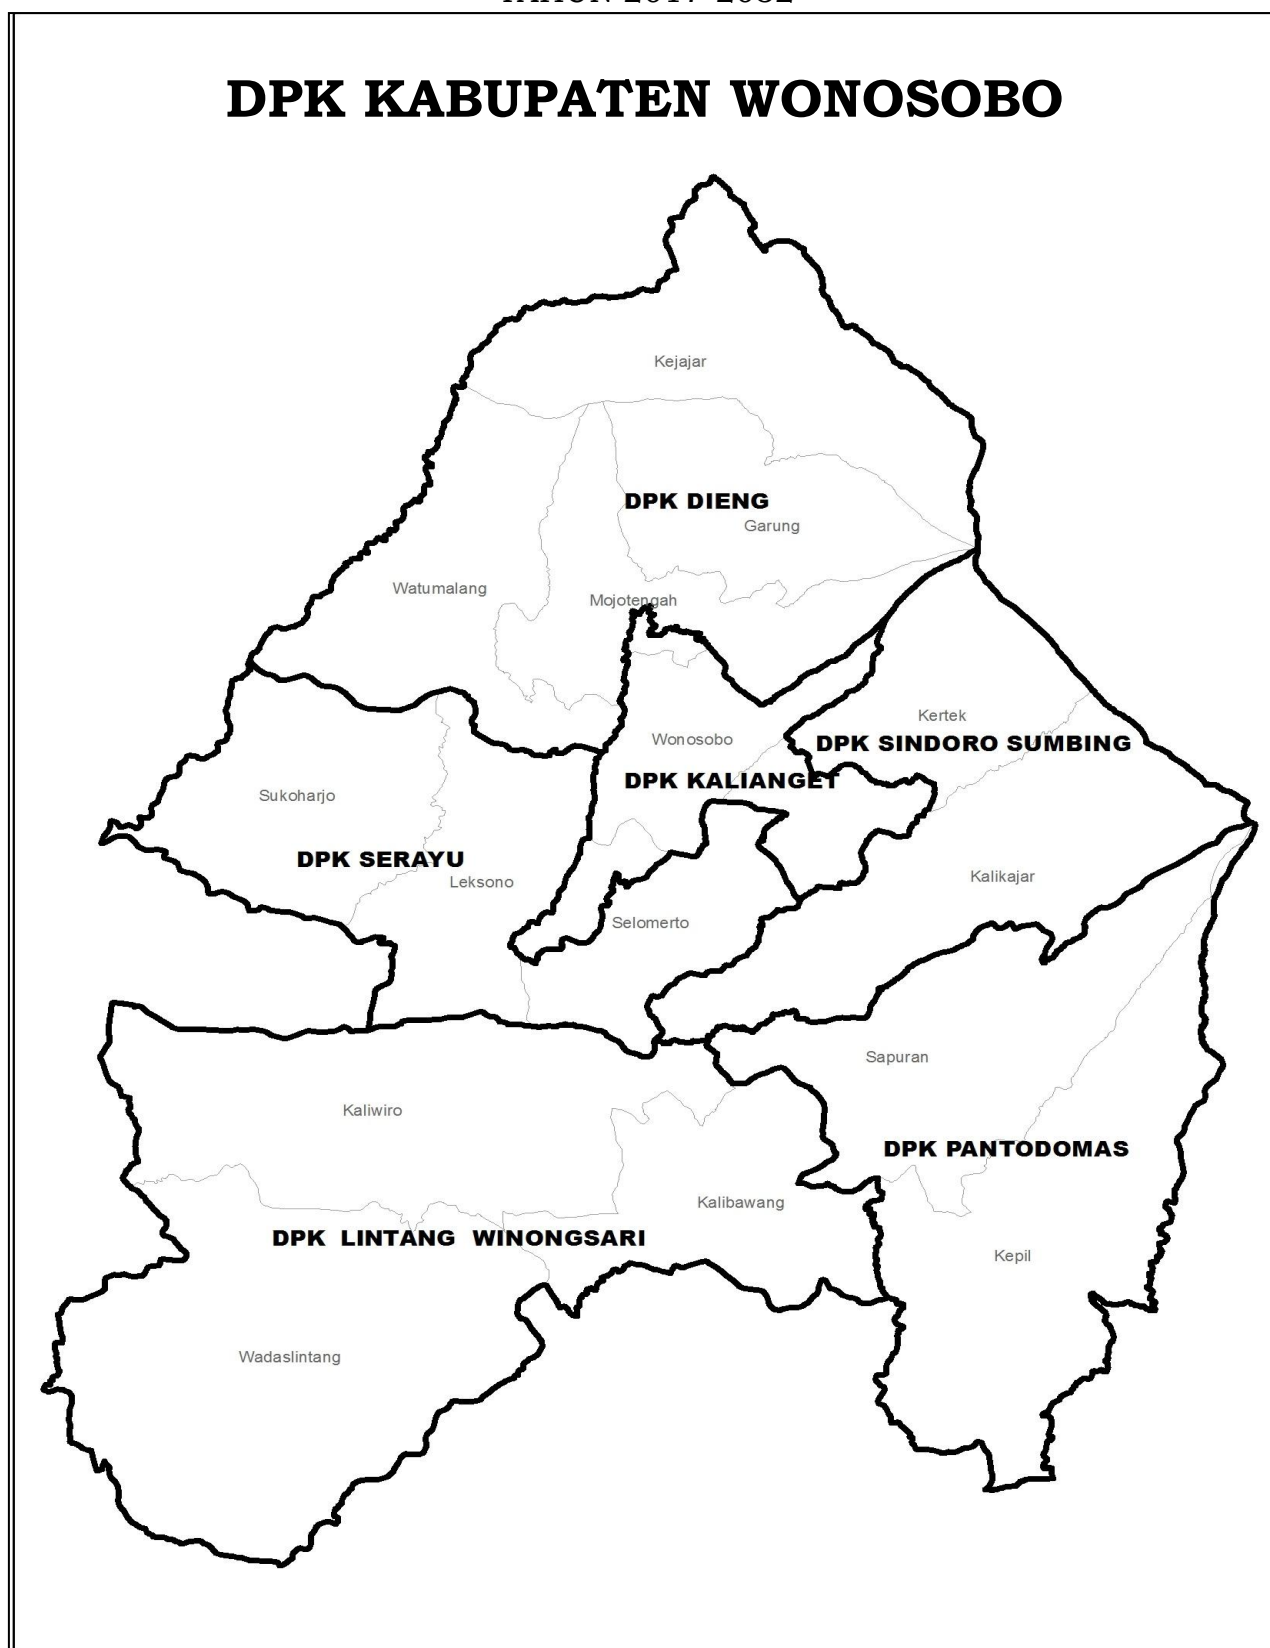 DPK KABUPATEN WONOSOBO
Kejajar
DPK DIENG
Garung
Watumalang
Mojotengah
Kertek
Wonosobo
DPK SINDORO SUMBING
DPK KALIANGET
Sukoharjo
DPK SERAYU
Leksono
Kalikajar
Selomerto
Sapuran
Kaliwiro
DPK PANTODOMAS
Kalibawang
DPK LINTANG WINONGSARI
Kepil
Wadaslintang